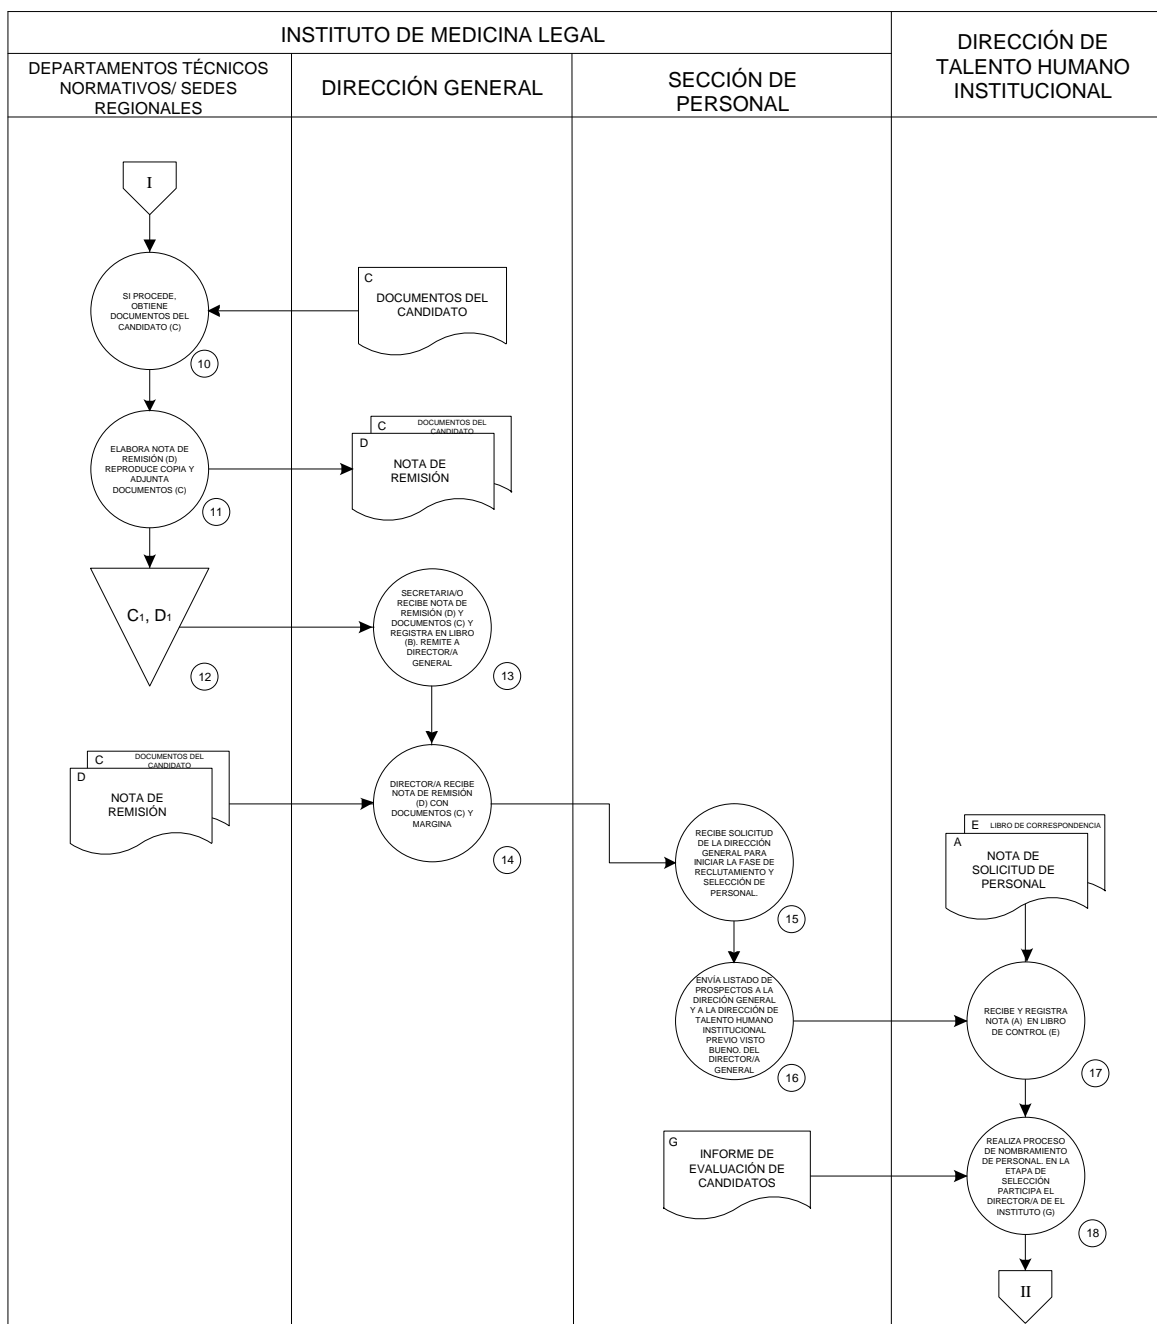 INSTITUTO DE MEDICINA LEGAL
DIRECCIÓN DE
TALENTO HUMANO
INSTITUCIONAL
DEPARTAMENTOS TÉCNICOS
NORMATIVOS/ SEDES
REGIONALES
DIRECCIÓN GENERAL
SECCIÓN DE
PERSONAL
I
SI PROCEDE,
OBTIENE
DOCUMENTOS DEL
CANDIDATO (C)
10
C
DOCUMENTOS DEL
CANDIDATO
ELABORA NOTA DE
REMISIÓN (D)
REPRODUCE COPIA Y
ADJUNTA
DOCUMENTOS (C)
11
C
DOCUMENTOS DEL
CANDIDATO
D
NOTA DE
REMISIÓN
C1, D1
12
SECRETARIA/O
RECIBE NOTA DE
REMISIÓN (D) Y
DOCUMENTOS (C) Y
REGISTRA EN LIBRO
(B). REMITE A
DIRECTOR/A
GENERAL
13
C
DOCUMENTOS DEL
CANDIDATO
D
NOTA DE
REMISIÓN
DIRECTOR/A RECIBE
NOTA DE REMISIÓN
(D) CON
DOCUMENTOS (C) Y
MARGINA
14
RECIBE SOLICITUD
DE LA DIRECCIÓN
GENERAL PARA
INICIAR LA FASE DE
RECLUTAMIENTO Y
SELECCIÓN DE
PERSONAL.
15
E LIBRO DE CORRESPONDENCIA
A
NOTA DE
SOLICITUD DE
PERSONAL
ENVÍA LISTADO DE
PROSPECTOS A LA
DIRECIÓN GENERAL
Y A LA DIRECCIÓN DE
TALENTO HUMANO
INSTITUCIONAL
PREVIO VISTO
BUENO. DEL
DIRECTOR/A
GENERAL
16
RECIBE Y REGISTRA
NOTA (A) EN LIBRO
DE CONTROL (E)
17
G
INFORME DE
EVALUACIÓN DE
CANDIDATOS
REALIZA PROCESO
DE NOMBRAMIENTO
DE PERSONAL. EN LA
ETAPA DE
SELECCIÓN
PARTICIPA EL
DIRECTOR/A DE EL
INSTITUTO (G)
18
II